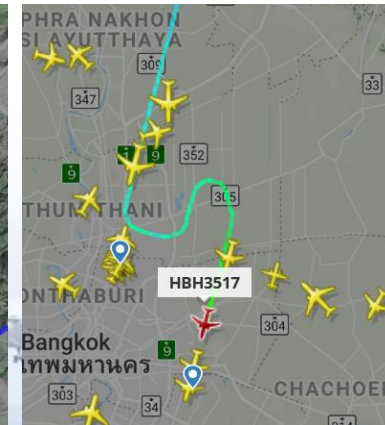 PHRA NAKHON
SI AYUTTHAYA
309
33
347
1
9
352
9
305
THUM THANI
HBH3517
ONTHABURI
304
Bangkok
เทพมหานคร
9
CHACHOE
303
34